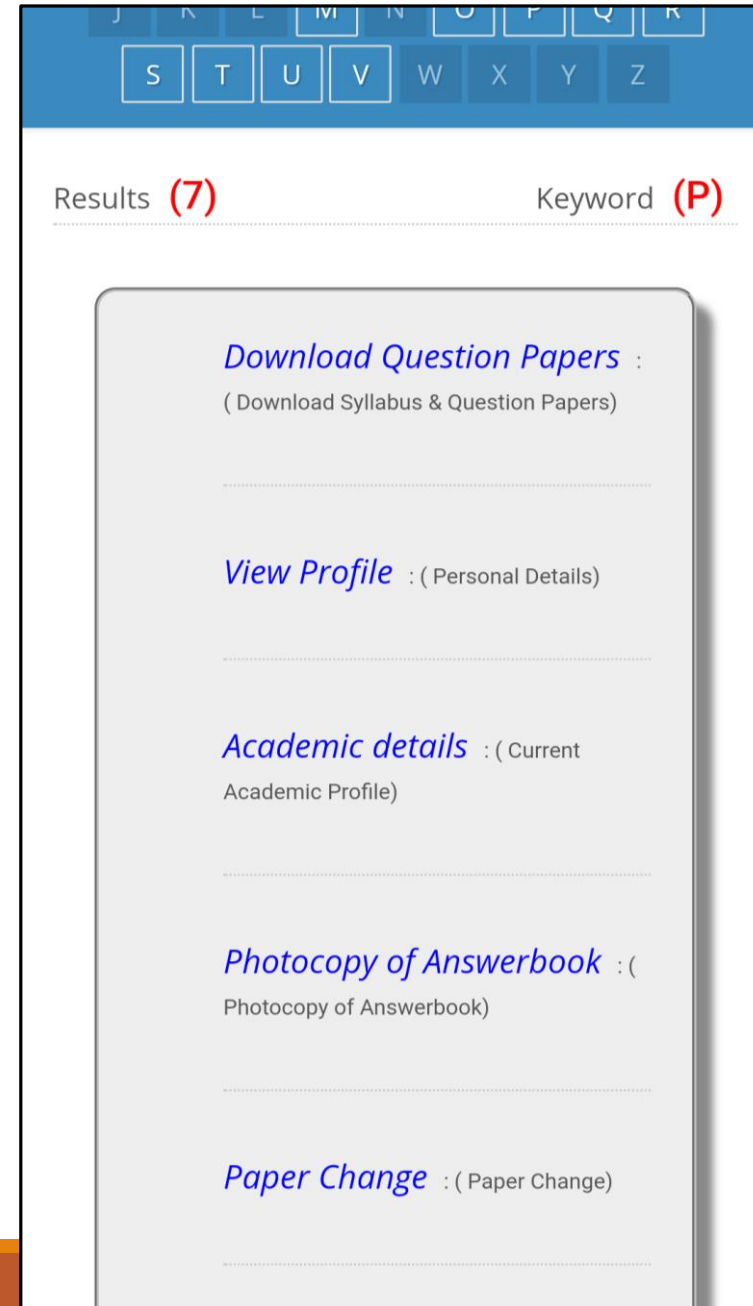 J K L M N O P Q R
S T U V W X Y Z
Results (7) Keyword (P)
Download Question Papers :
( Download Syllabus & Question Papers)
View Profile : ( Personal Details)
Academic details : ( Current
Academic Profile)
Photocopy of Answerbook : (
Photocopy of Answerbook)
Paper Change : ( Paper Change)